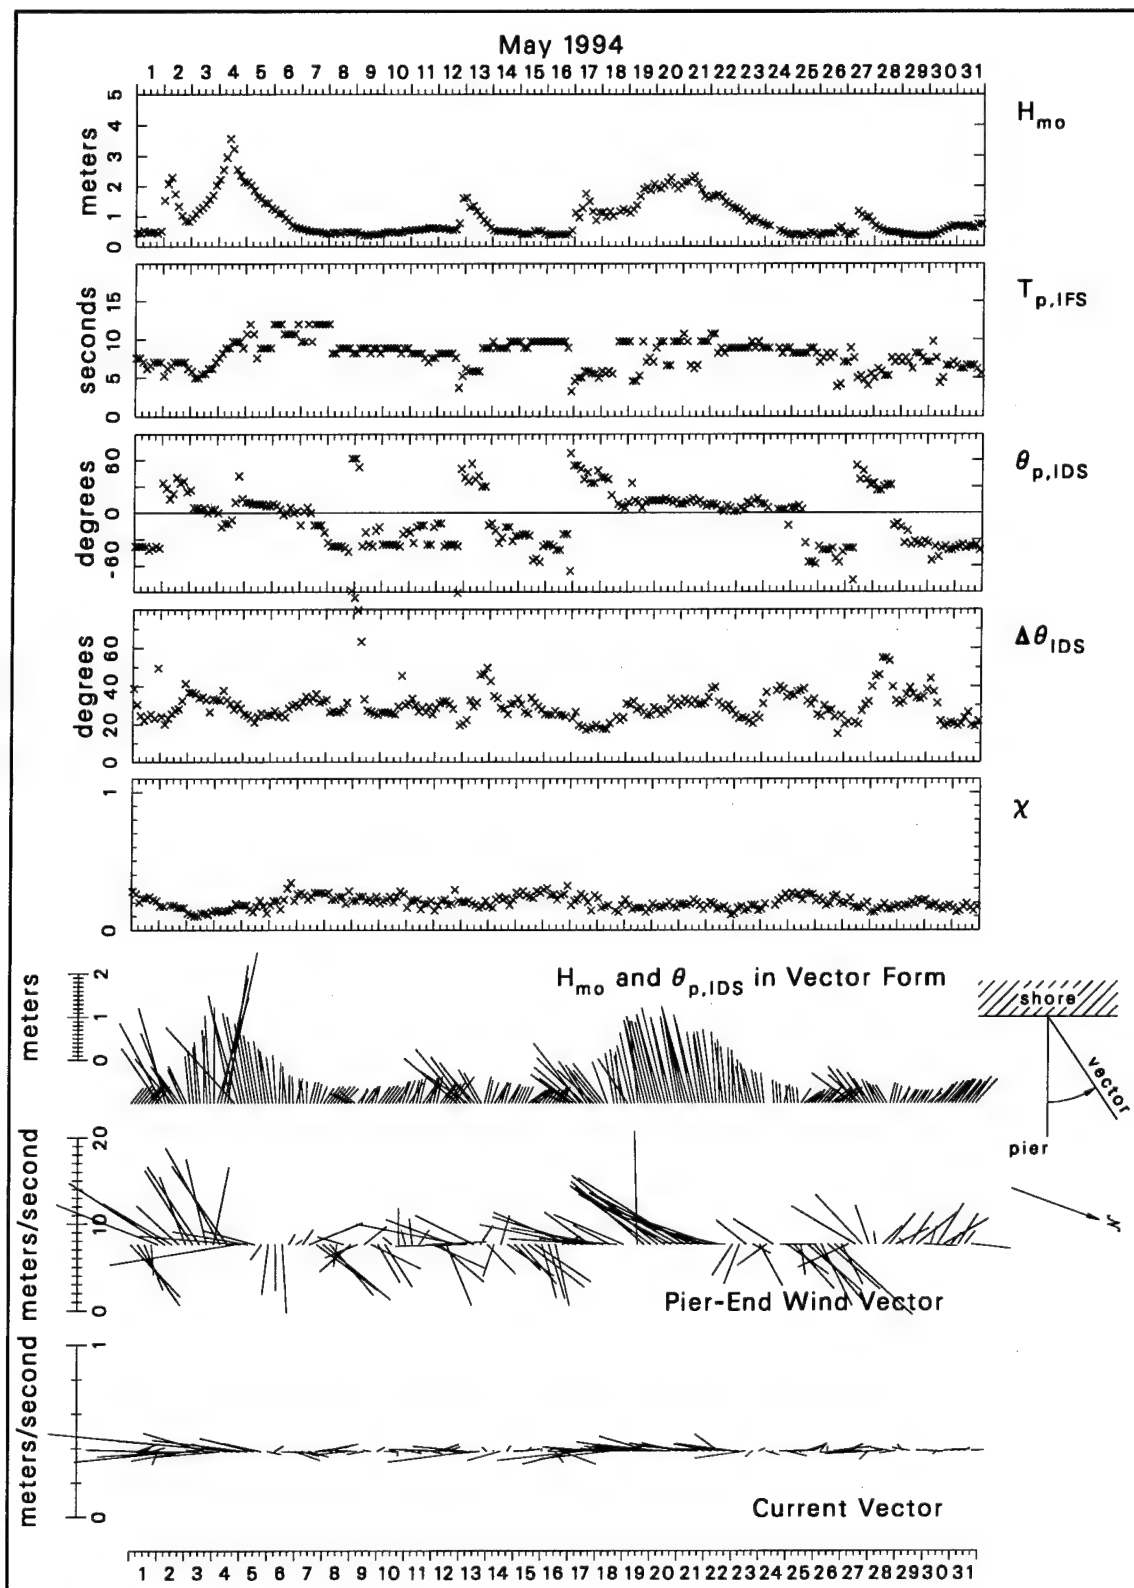 May 1994
1 2 3 4 5 6 7 8 9 10 11 12 13 14 15 16 17 18 19 20 21 22 23 24 25 26 27 28 29 30 31
5
4
3
2
1
0
meters
Hmo
15
10
5
0
seconds
Tp,IFS
60
0
-60
degrees
θp,IDS
60
40
20
0
degrees
ΔθIDS
1
0
χ
2
1
0
meters
Hmo and θp,IDS in Vector Form
shore
vector
pier
N
20
10
0
meters/second
Pier-End Wind Vector
1
0
meters/second
Current Vector
1 2 3 4 5 6 7 8 9 10 11 12 13 14 15 16 17 18 19 20 21 22 23 24 25 26 27 28 29 30 31